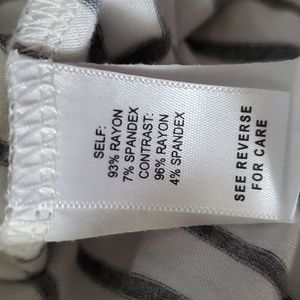 SELF:
93% RAYON
7% SPANDEX
CONTRAST:
96% RAYON
4% SPANDEX
SEE REVERSE
FOR CARE